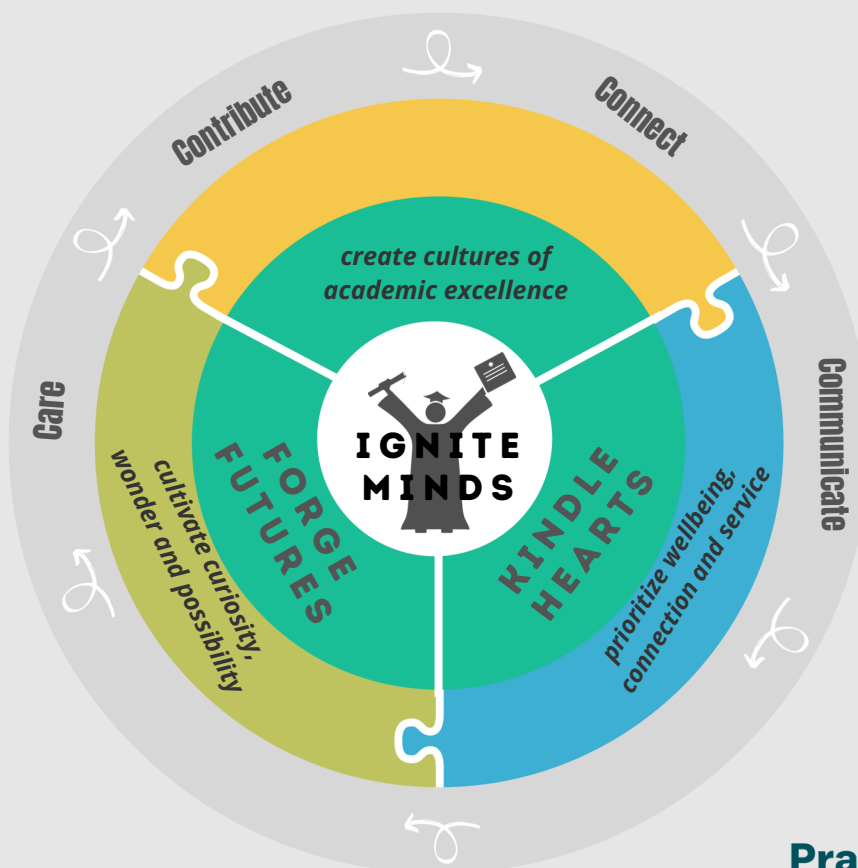 Contribute
Connect
Communicate
Care
create cultures of
academic excellence
IGNITE
MINDS
FORGE
FUTURES
cultivate curiosity,
wonder and possibility
KINDLE
HEARTS
prioritize wellbeing,
connection and service
Pra